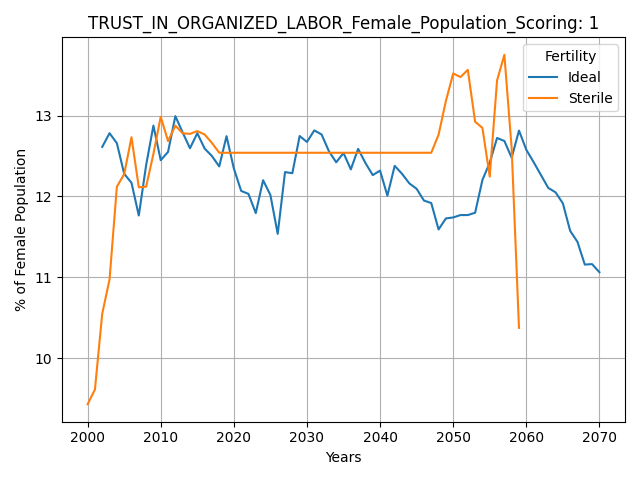 TRUST_IN_ORGANIZED_LABOR_Female_Population_Scoring: 1
Fertility
Ideal
Sterile
% of Female Population
13
12
11
10
2000 2010 2020 2030 2040 2050 2060 2070
Years